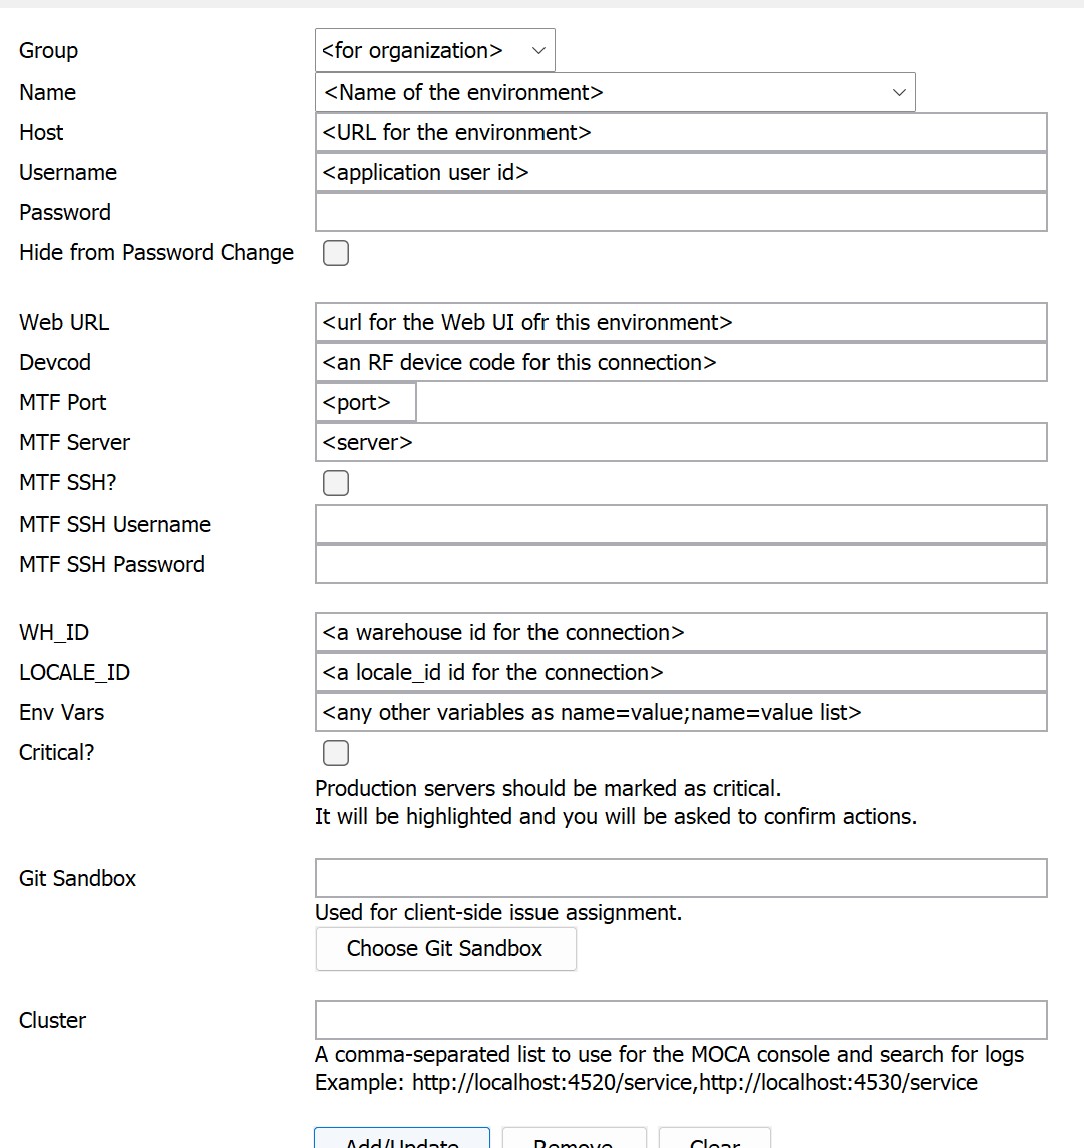 Group <for organization>
Name <Name of the environment>
Host <URL for the environment>
Username <application user id>
Password
Hide from Password Change
Web URL <url for the Web UI ofr this environment>
Devcod <an RF device code for this connection>
MTF Port <port>
MTF Server <server>
MTF SSH?
MTF SSH Username
MTF SSH Password
WH_ID <a warehouse id for the connection>
LOCALE_ID <a locale_id id for the connection>
Env Vars <any other variables as name=value;name=value list>
Critical?
Production servers should be marked as critical.
It will be highlighted and you will be asked to confirm actions.
Git Sandbox
Used for client-side issue assignment.
Choose Git Sandbox
Cluster
A comma-separated list to use for the MOCA console and search for logs
Example: http://localhost:4520/service,http://localhost:4530/service
Add/Update Remove Clear